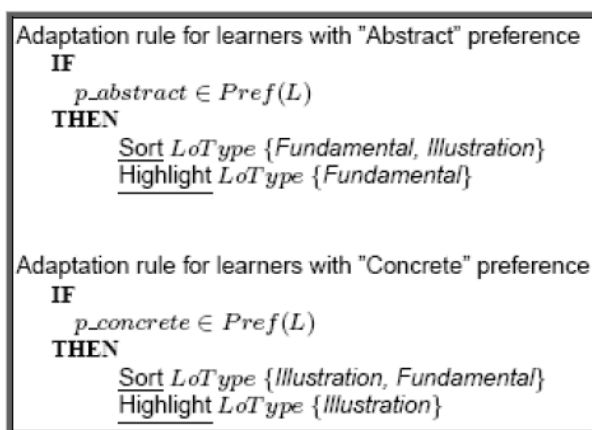 Adaptation rule for learners with "Abstract" preference
IF
p_abstract ∈ Pref(L)
THEN
Sort LoType {Fundamental, Illustration}
Highlight LoType {Fundamental}
Adaptation rule for learners with "Concrete" preference
IF
p_concrete ∈ Pref(L)
THEN
Sort LoType {Illustration, Fundamental}
Highlight LoType {Illustration}